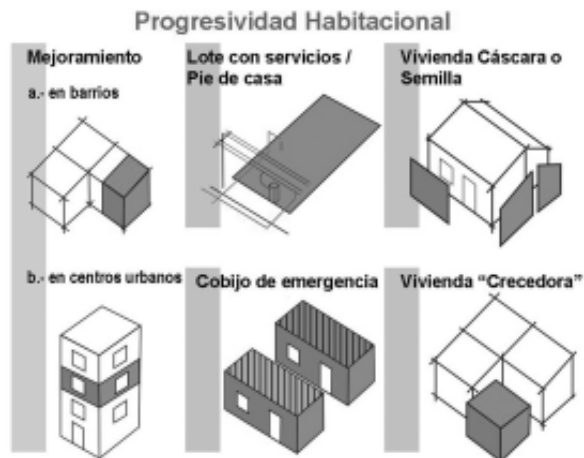 Progresividad Habitacional
Mejoramiento
a.- en barrios
Lote con servicios /
Pie de casa
Vivienda Cáscara o
Semilla
b.- en centros urbanos
Cobijo de emergencia
Vivienda "Crecedora"